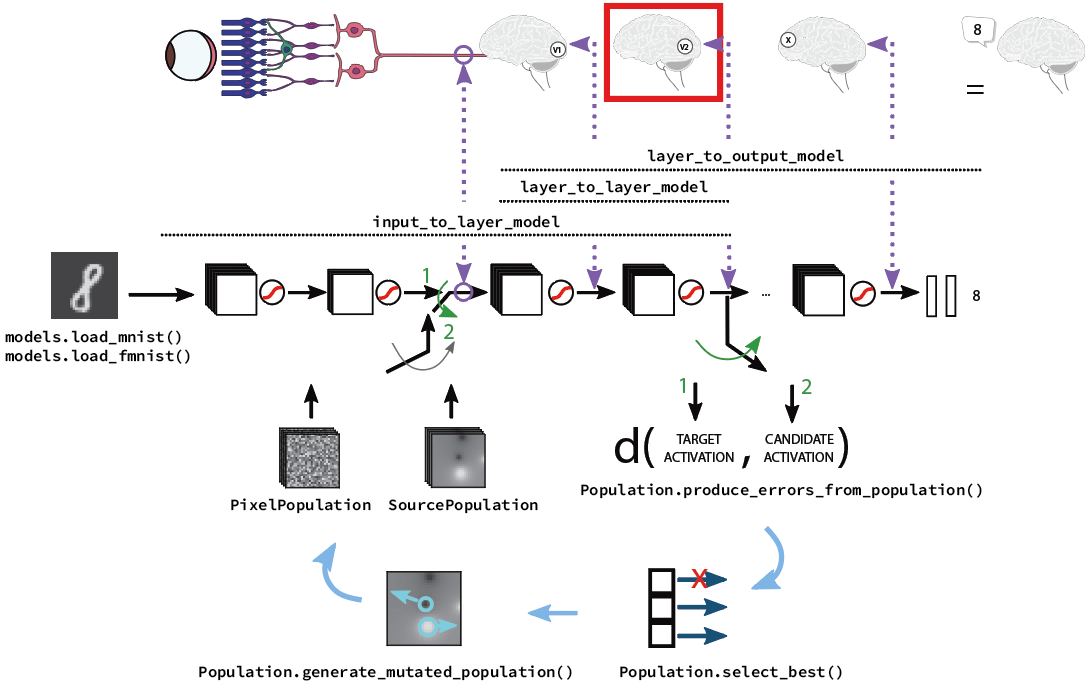 8
V1
V2
X
=
layer_to_output_model
layer_to_layer_model
input_to_layer_model
1
...
8
models.load_mnist()
models.load_fmnist()
2
1
2
d( TARGET ACTIVATION , CANDIDATE ACTIVATION )
PixelPopulation
SourcePopulation
Population.produce_errors_from_population()
X
Population.generate_mutated_population()
Population.select_best()